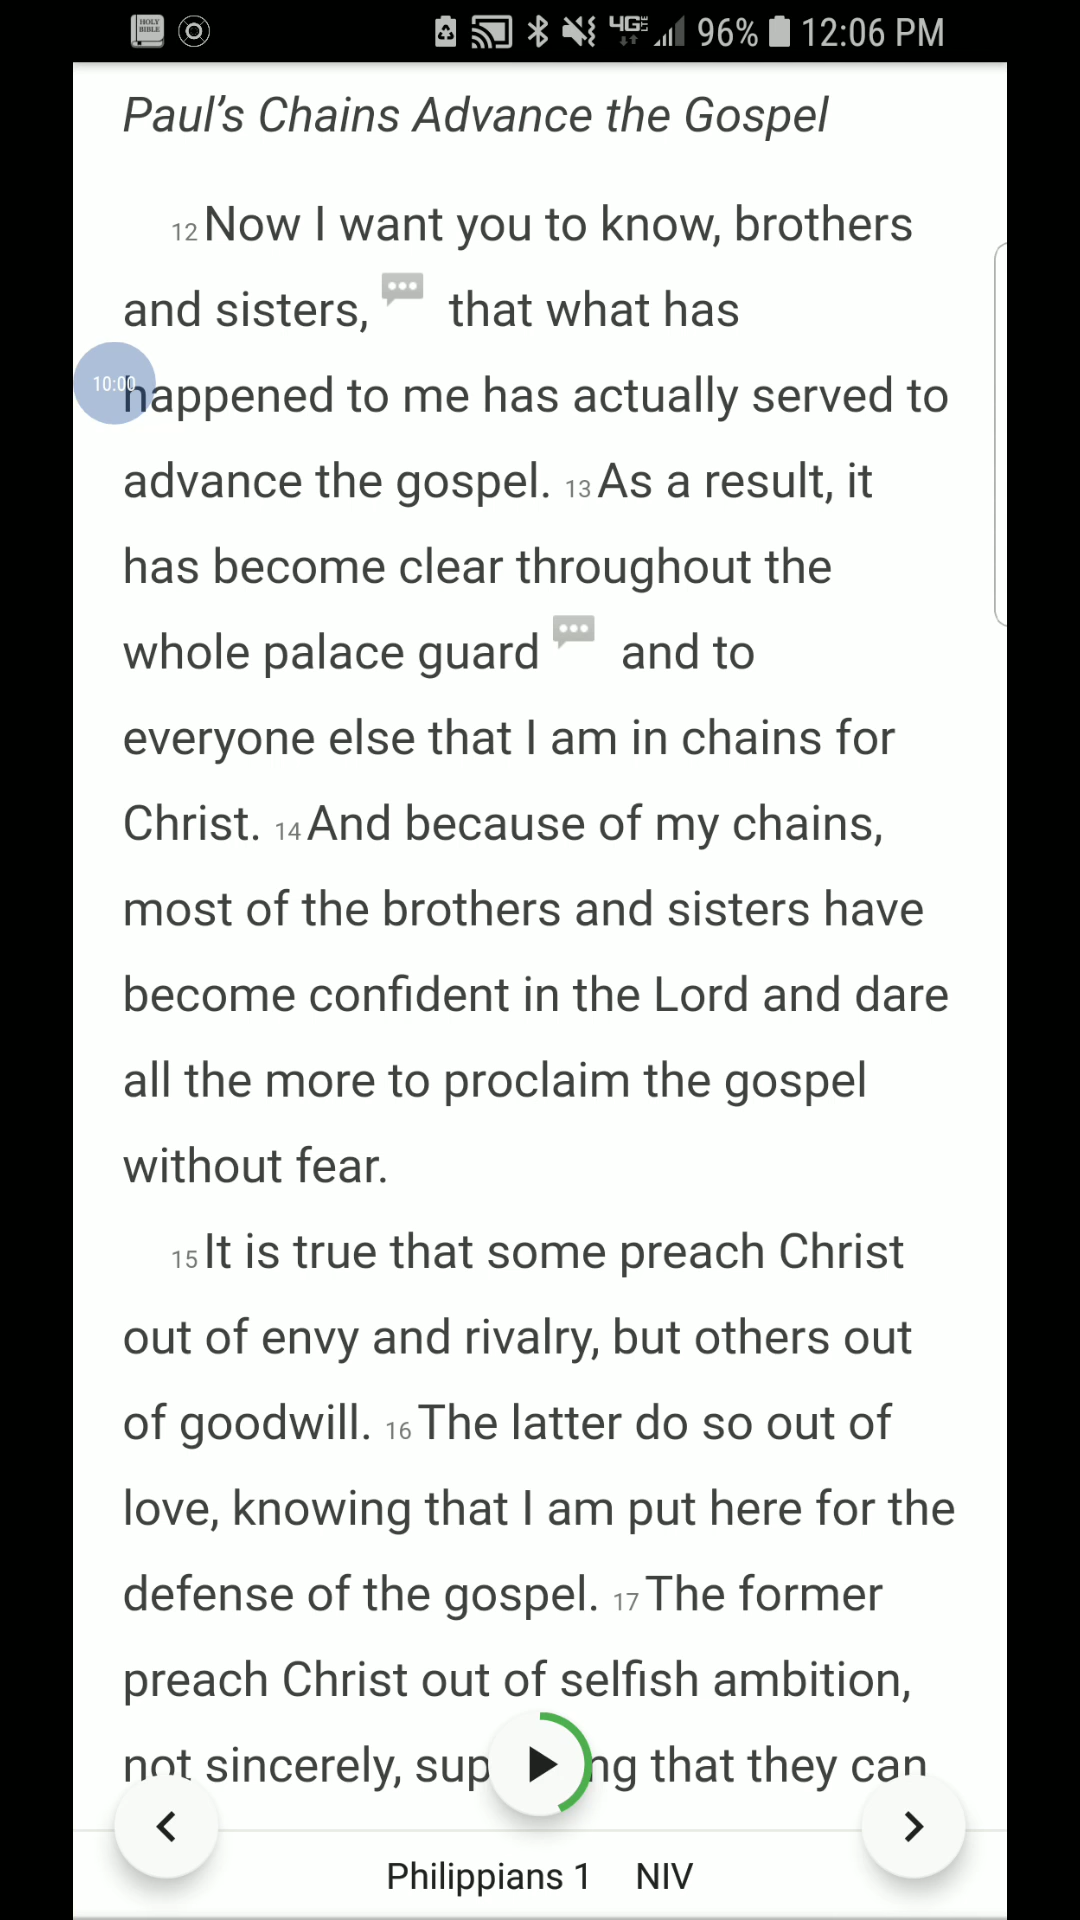 HOLY BIBLE 4G LTE 96% 12:06 PM
Paul's Chains Advance the Gospel
12 Now I want you to know, brothers
and sisters, that what has
10:00
happened to me has actually served to
advance the gospel. 13 As a result, it
has become clear throughout the
whole palace guard and to
everyone else that I am in chains for
Christ. 14 And because of my chains,
most of the brothers and sisters have
become confident in the Lord and dare
all the more to proclaim the gospel
without fear.
15 It is true that some preach Christ
out of envy and rivalry, but others out
of goodwill. 16 The latter do so out of
love, knowing that I am put here for the
defense of the gospel. 17 The former
preach Christ out of selfish ambition,
not sincerely, sup ng that they can
Philippians 1 NIV